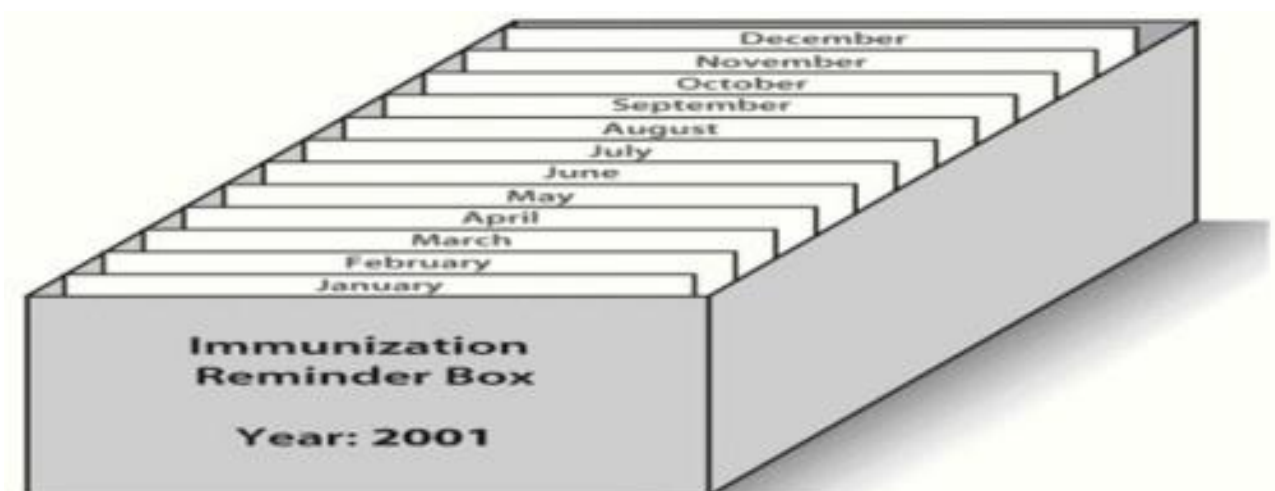 December
November
October
September
August
July
June
May
April
March
February
January
Immunization
Reminder Box
Year: 2001